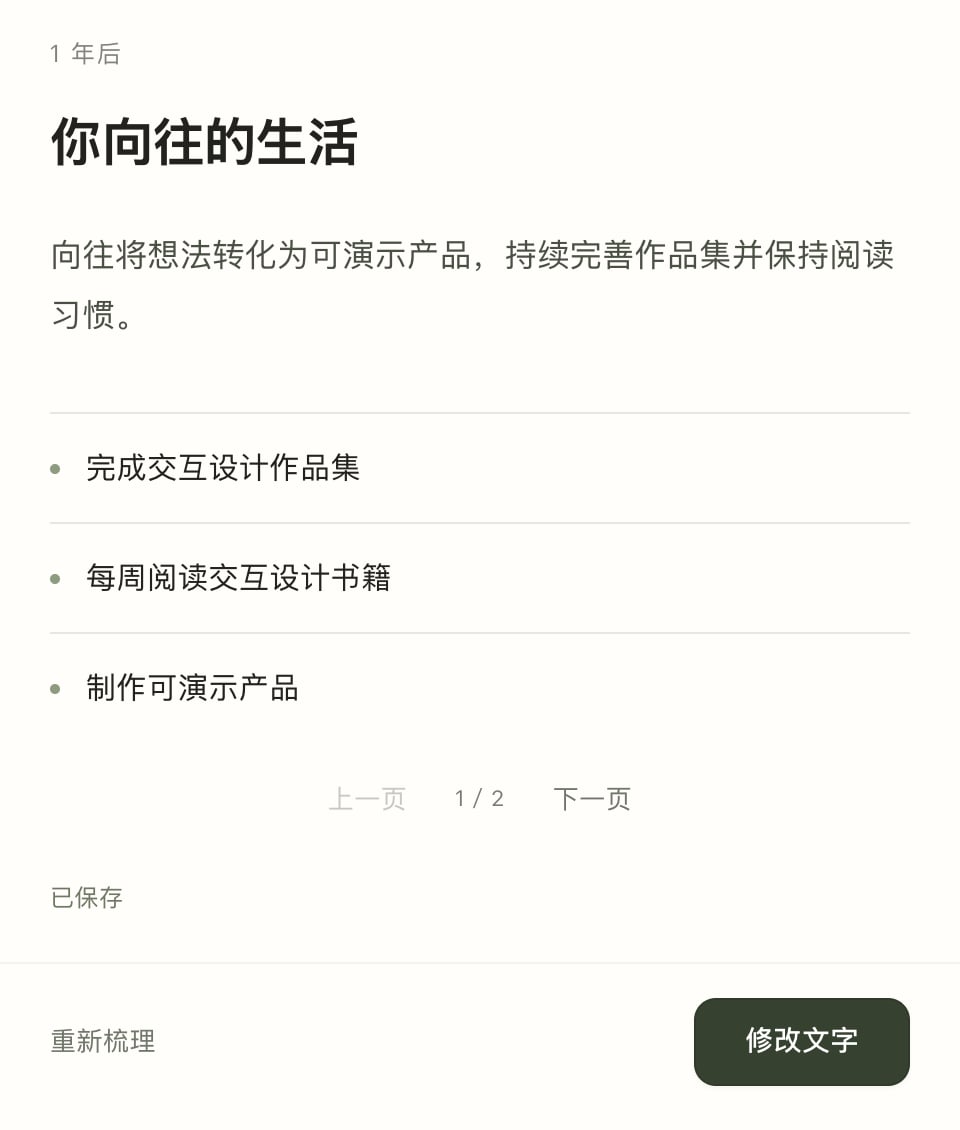 1 年后
你向往的生活
向往将想法转化为可演示产品，持续完善作品集并保持阅读
习惯。
完成交互设计作品集
每周阅读交互设计书籍
制作可演示产品
上一页 1 / 2 下一页
已保存
重新梳理 修改文字